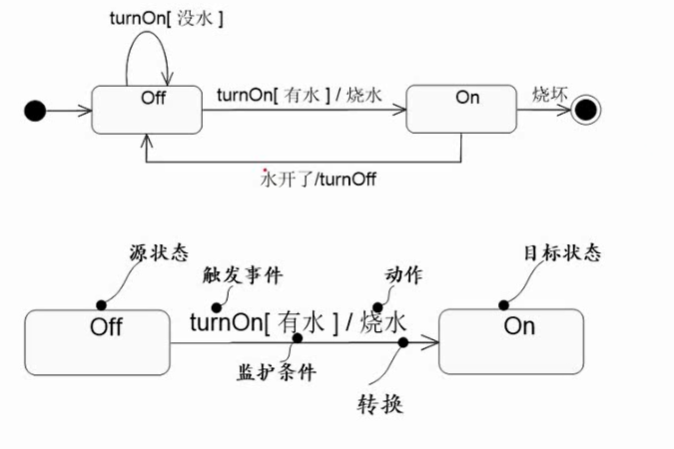 turnOn[ 没水 ]
Off
turnOn[ 有水 ] / 烧水
On
烧坏
水开了/turnOff
源状态
触发事件
动作
目标状态
Off
turnOn[ 有水 ] / 烧水
On
监护条件
转换